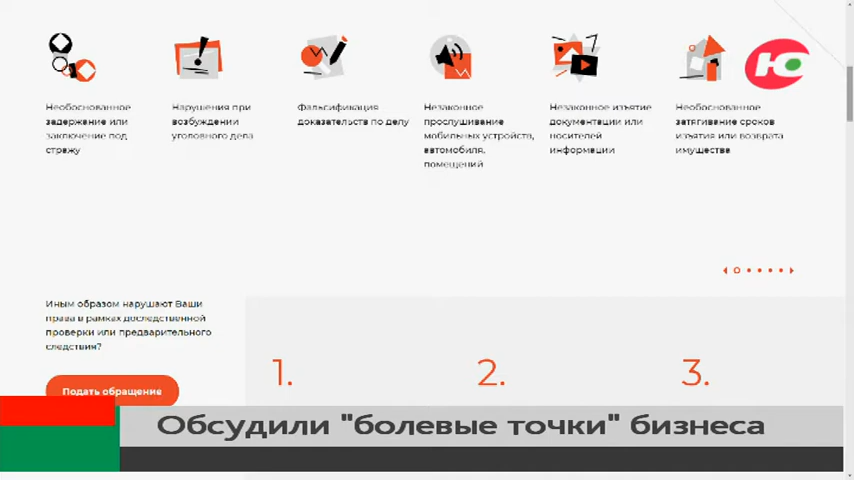 Необоснованное
задержание или
заключение под
стражу
Нарушения при
возбуждении
уголовного дела
Фальсификация
доказательств по делу
Незаконное
прослушивание
мобильных устройств,
автомобиля,
помещений
Незаконное изъятие
документации или
носителей
информации
Необоснованное
затягивание сроков
изъятия или возврата
имущества
Ю
Иным образом нарушают Ваши
права в рамках доследственной
проверки или предварительного
следствия?
Подать обращение
1.
2.
3.
Обсудили "болевые точки" бизнеса